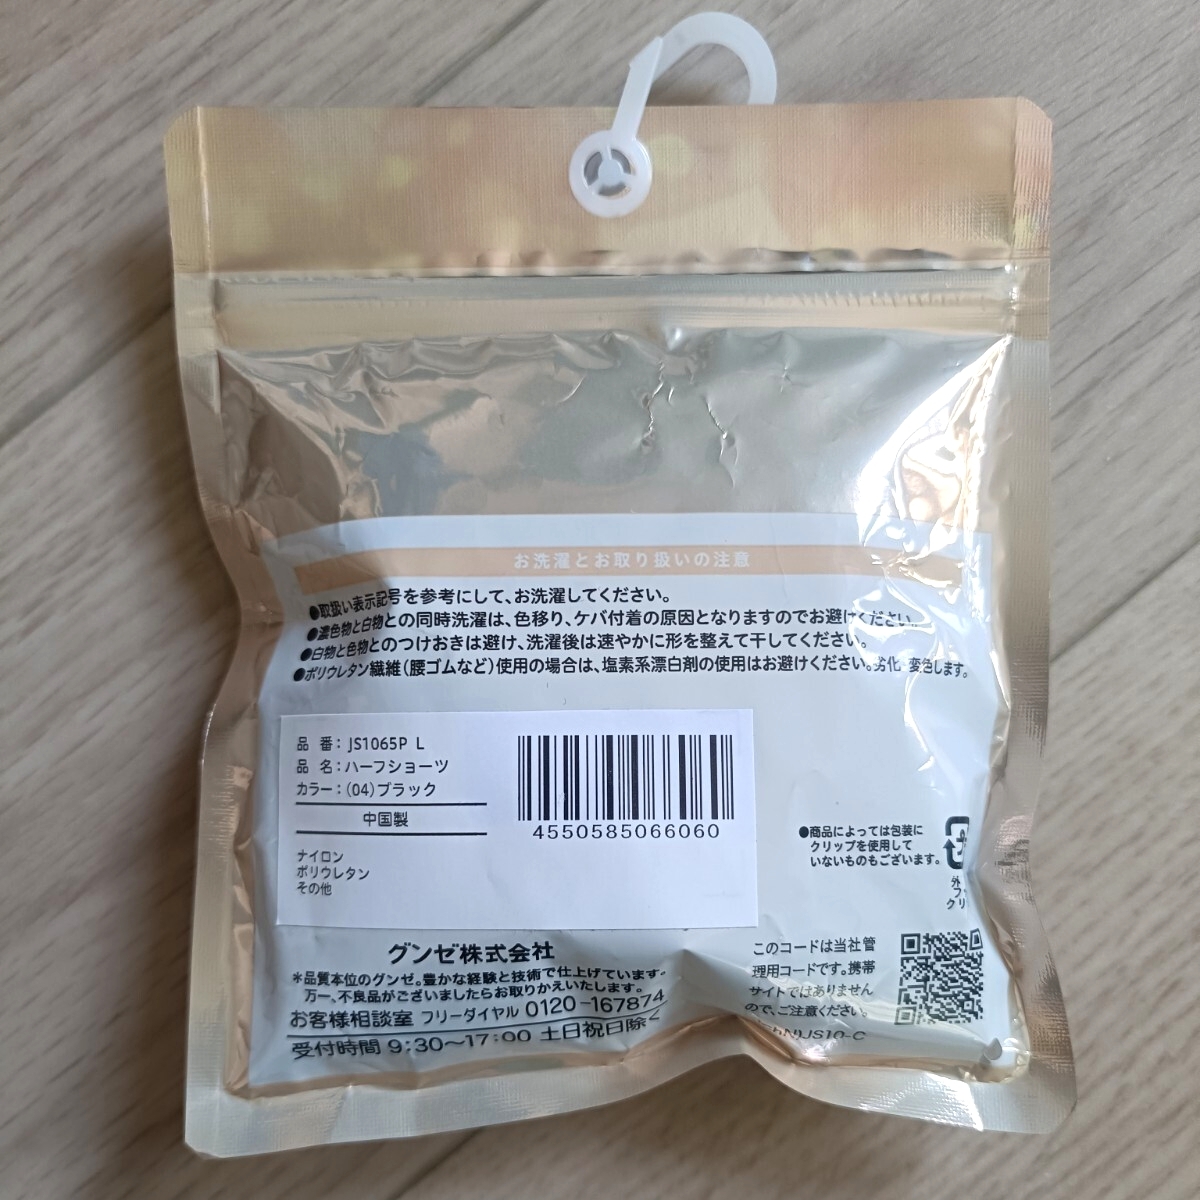 お洗濯とお取り扱いの注意
●取扱い表示記号を参考にして、お洗濯してください。
●濃色物と白物との同時洗濯は、色移り、ケバ付着の原因となりますのでお避けください。
●白物と色物とのつけおきは避け、洗濯後は速やかに形を整えて干してください。
●ポリウレタン繊維(腰ゴムなど)使用の場合は、塩素系漂白剤の使用はお避けください。劣化・変色します。
品 番:JS1065P L
品 名:ハーフショーツ
カラー:(04)ブラック
中国製
ナイロン
ポリウレタン
その他
4550585066060
●商品によっては包装に
クリップを使用して
いないものもございます。
外
フ
クリ
グンゼ株式会社
*品質本位のグンゼ。豊かな経験と技術で仕上げています。
万一、不良品がございましたらお取りかえいたします。
お客様相談室 フリーダイヤル 0120-167874
受付時間 9:30〜17:00 土日祝日除く
このコードは当社管
理用コードです。携帯
サイトではありません
ので、ご注意ください。
JS10-C